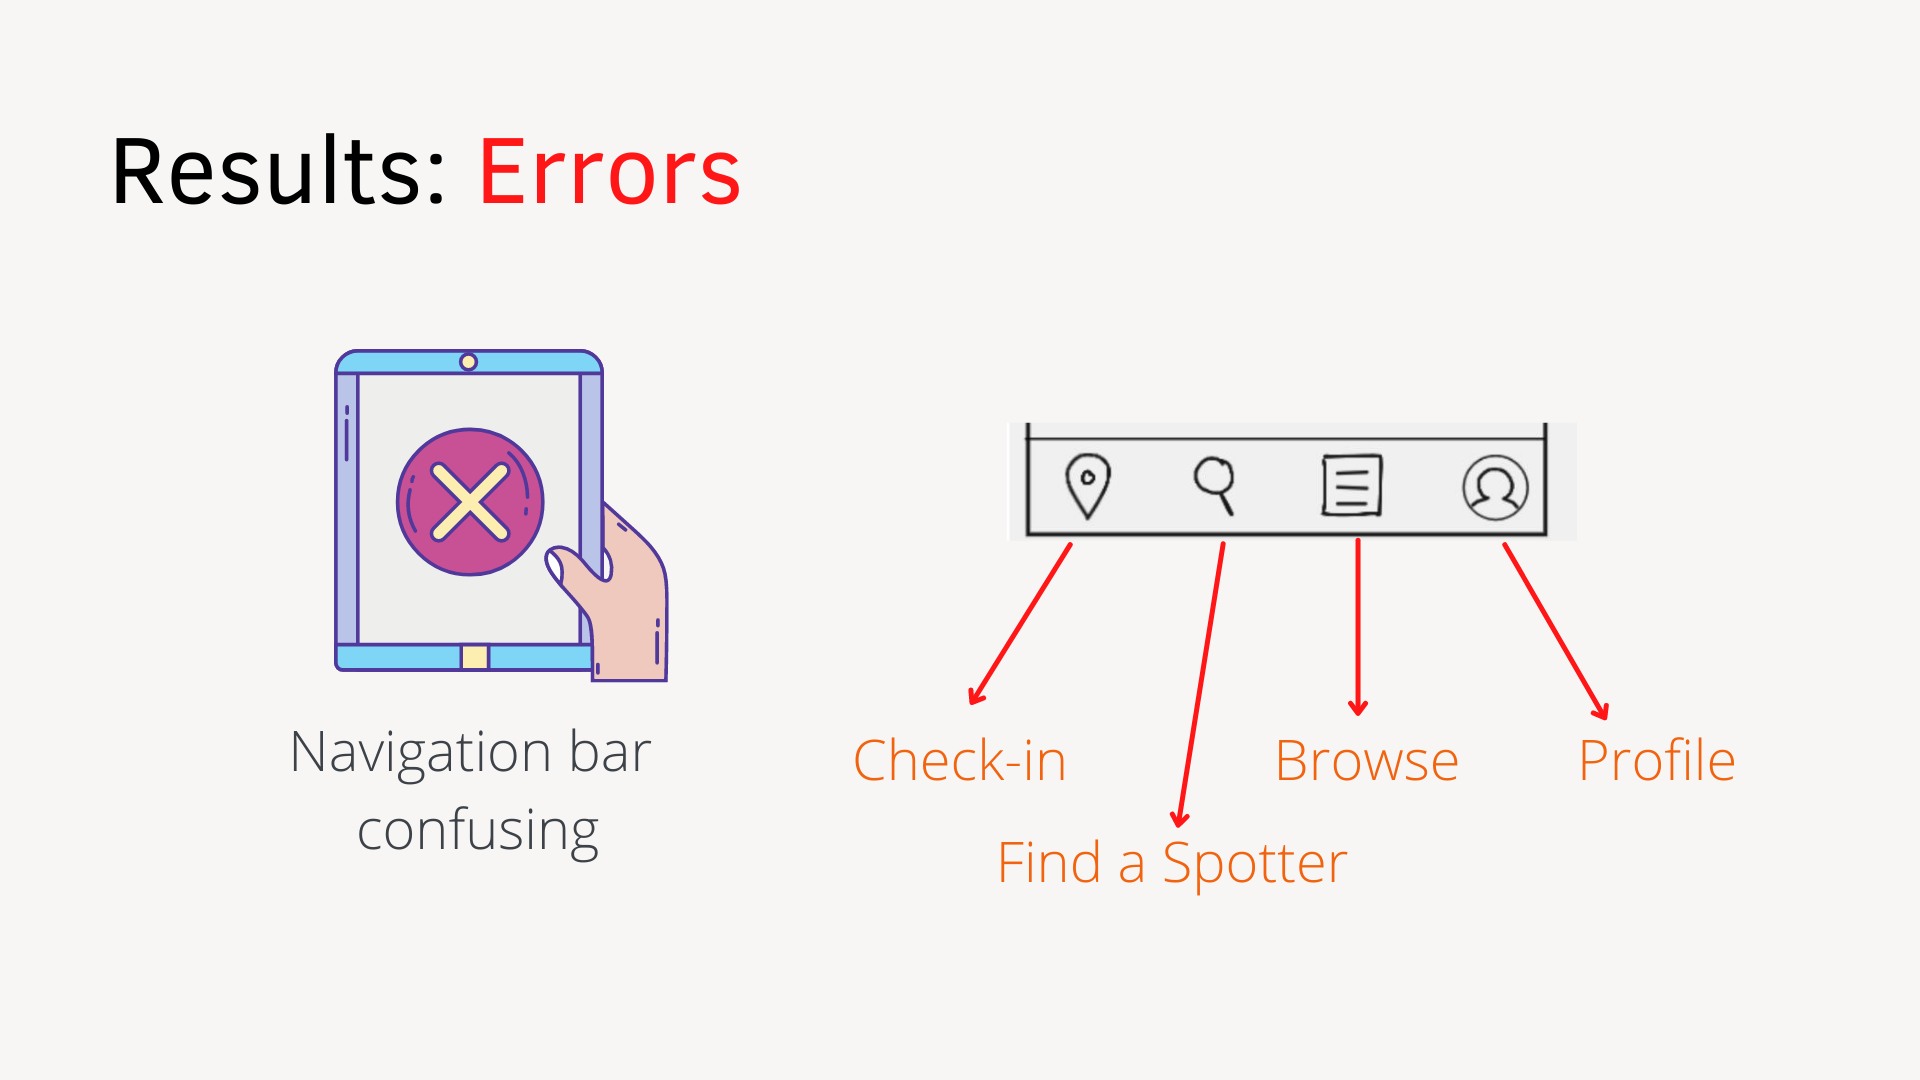 Results: Errors
Navigation bar
confusing
Check-in
Browse
Profile
Find a Spotter